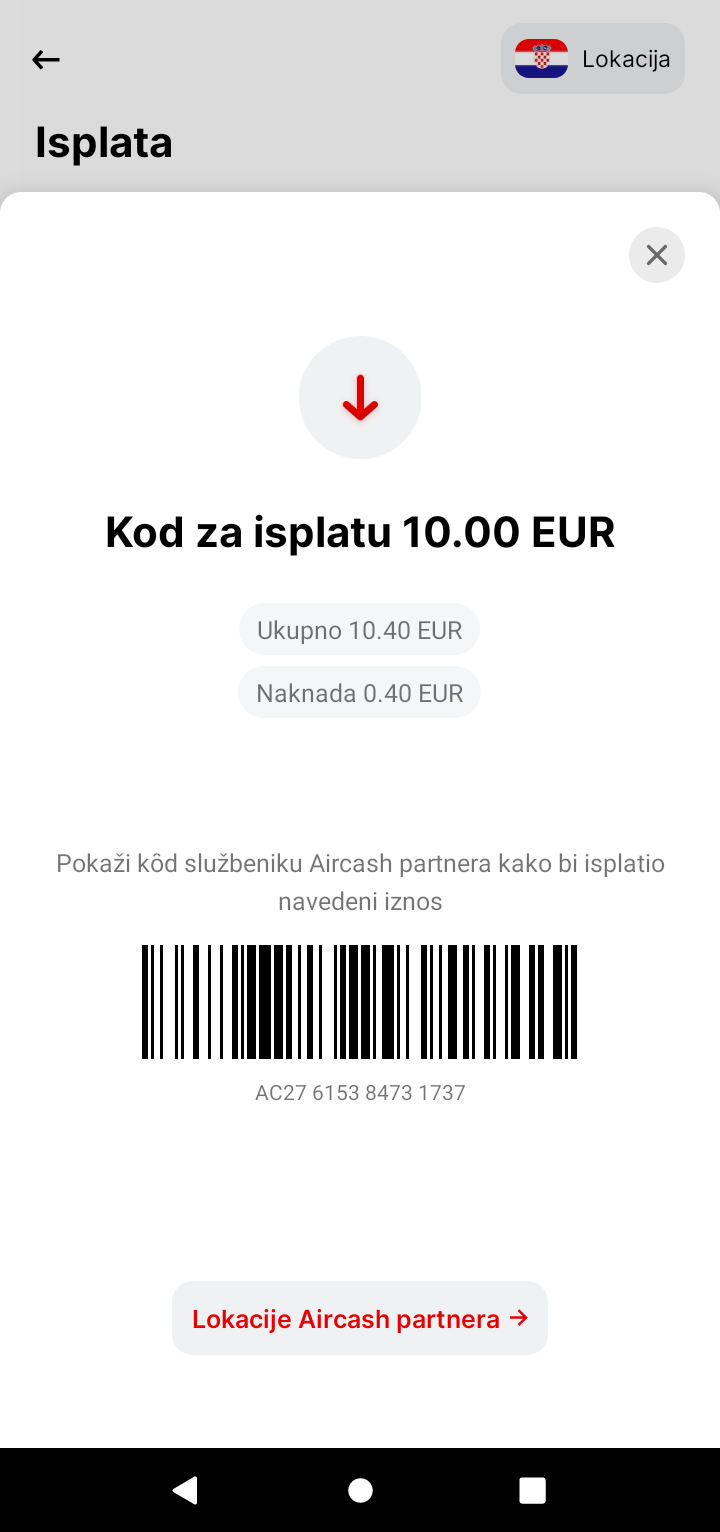 Lokacija
Isplata
Kod za isplatu 10.00 EUR
Ukupno 10.40 EUR
Naknada 0.40 EUR
Pokaži kôd službeniku Aircash partnera kako bi isplatio
navedeni iznos
AC27 6153 8473 1737
Lokacije Aircash partnera →